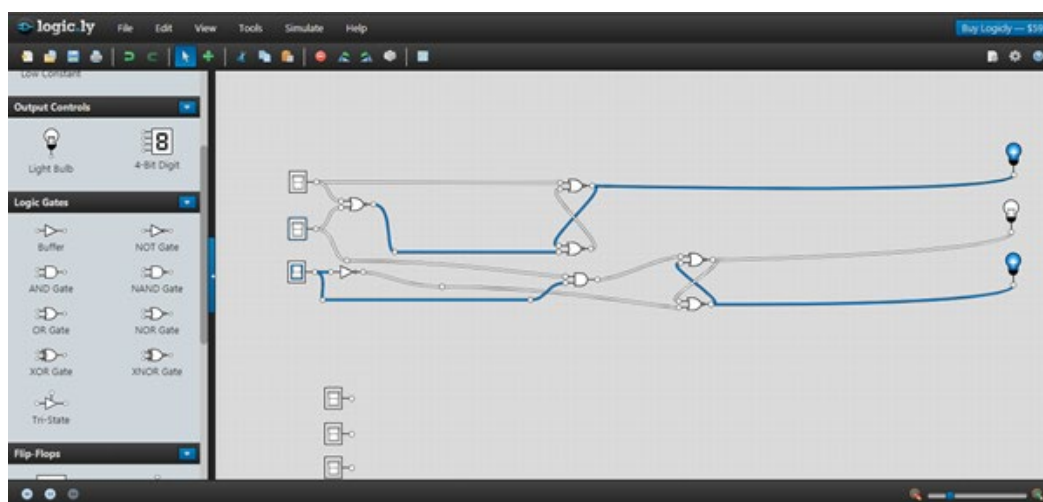 logic.ly File Edit View Tools Simulate Help Buy Logicly — $59
Low Constant
Output Controls
Light Bulb 4-Bit Digit
Logic Gates
Buffer NOT Gate
AND Gate NAND Gate
OR Gate NOR Gate
XOR Gate XNOR Gate
Tri-State
Flip-Flops